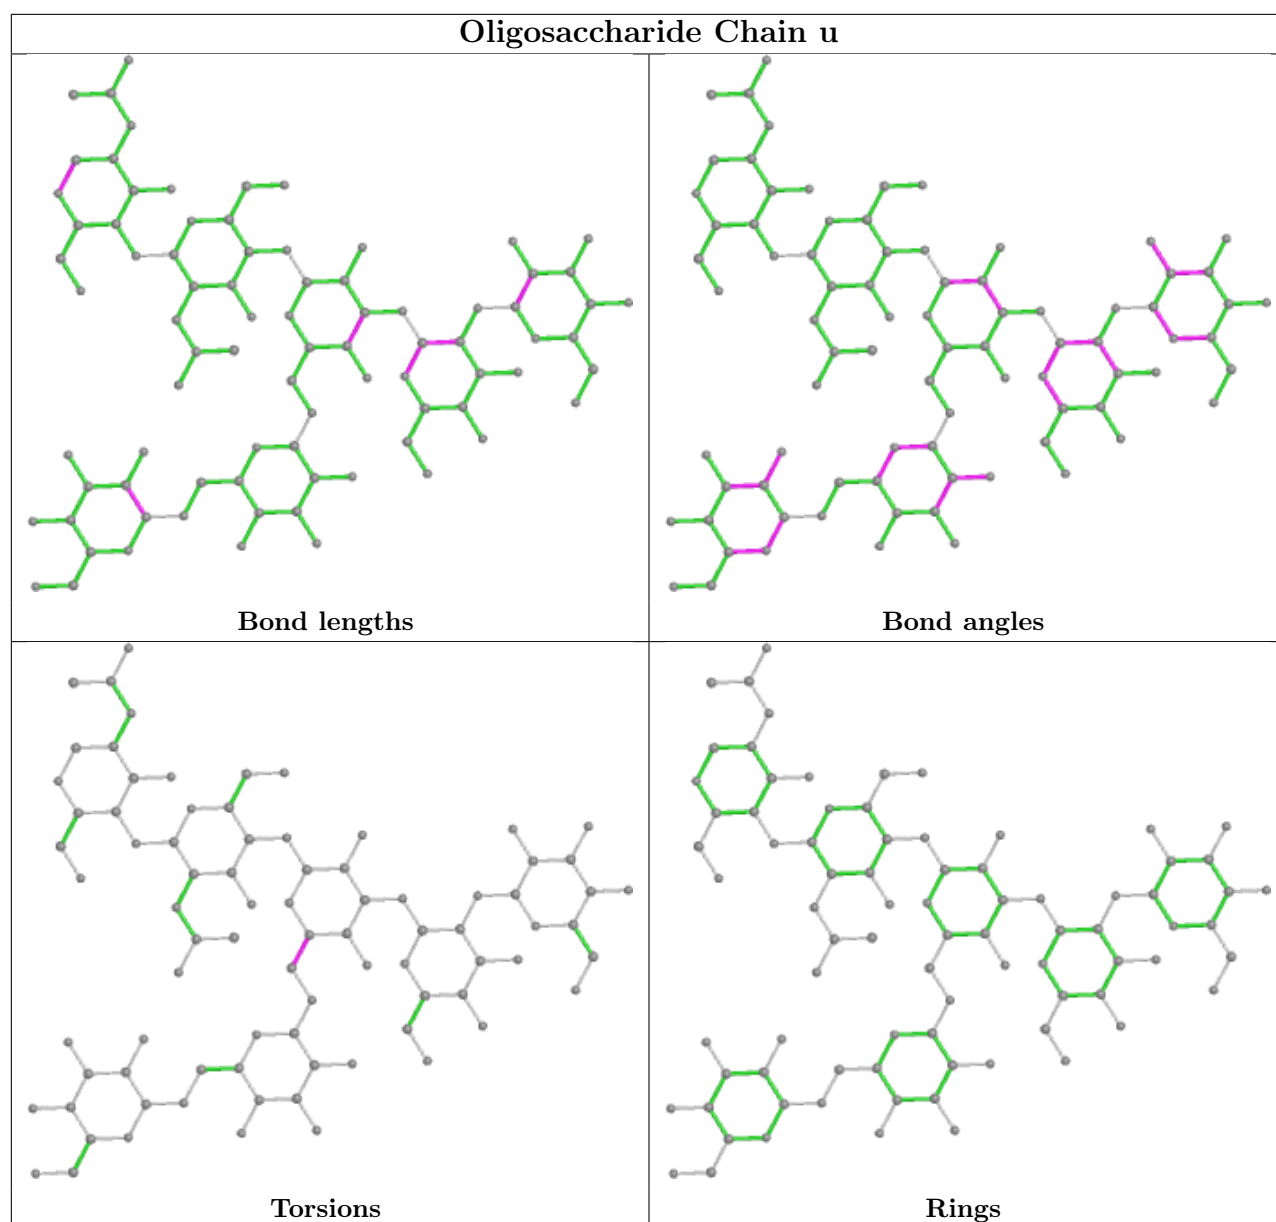 Oligosaccharide Chain u
Bond lengths
Bond angles
Torsions
Rings